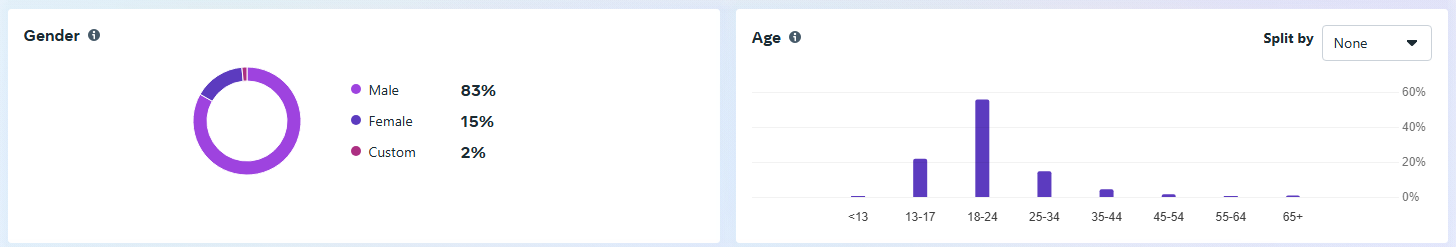 Gender
Male 83%
Female 15%
Custom 2%
Age
Split by None
60%
40%
20%
0%
<13 13-17 18-24 25-34 35-44 45-54 55-64 65+